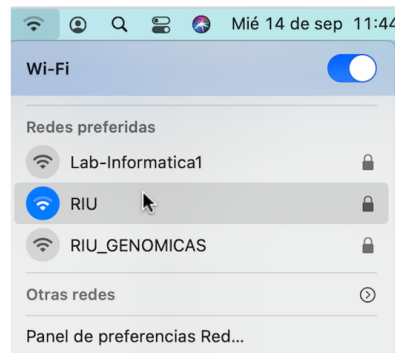 Mié 14 de sep 11:44
Wi-Fi
Redes preferidas
Lab-Informatica1
RIU
RIU_GENOMICAS
Otras redes
Panel de preferencias Red...